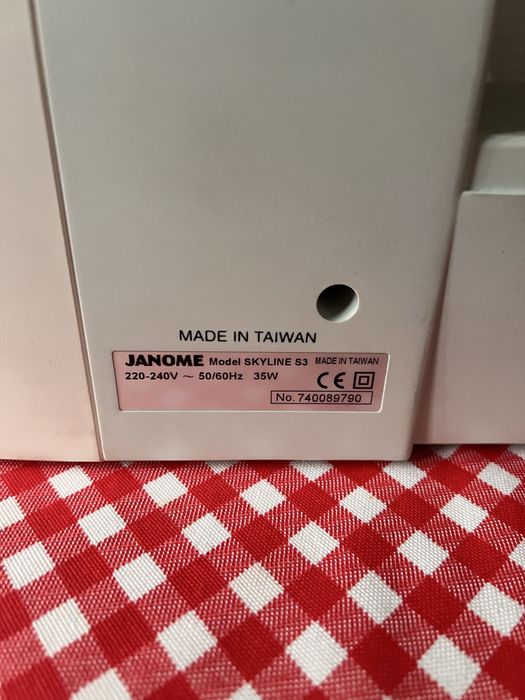 MADE IN TAIWAN
JANOME Model SKYLINE S3 MADE IN TAIWAN
220-240V ~ 50/60Hz 35W CE
No. 740089790